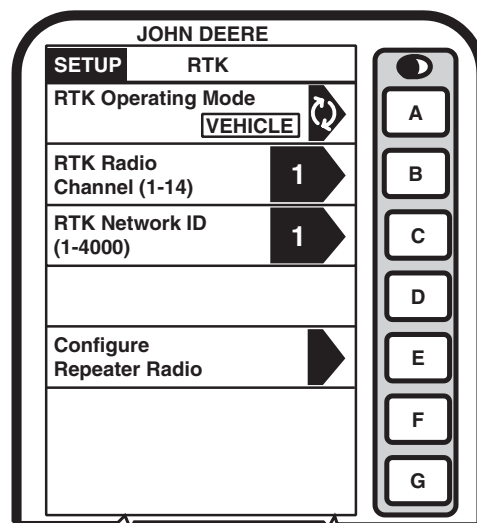 JOHN DEERE
SETUP RTK
RTK Operating Mode
VEHICLE
RTK Radio
Channel (1-14)
1
RTK Network ID
(1-4000)
1
Configure
Repeater Radio
A
B
C
D
E
F
G